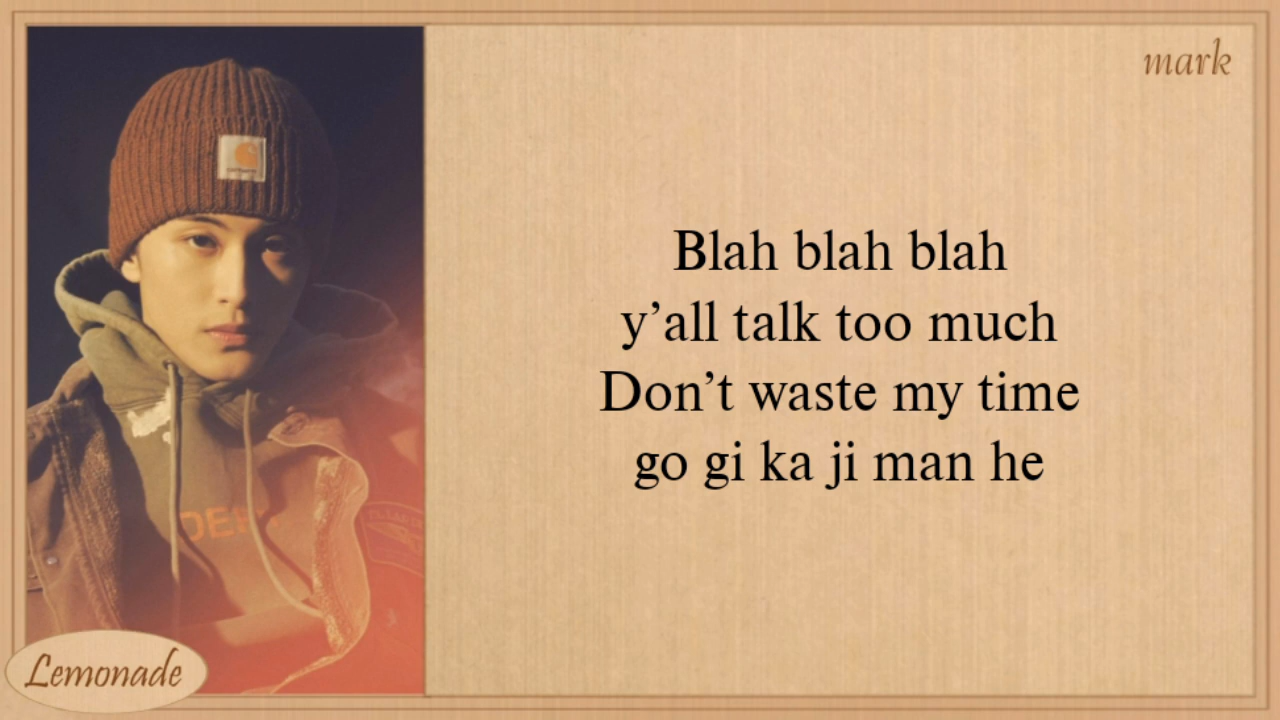 mark
Blah blah blah
y’all talk too much
Don’t waste my time
go gi ka ji man he
Lemonade